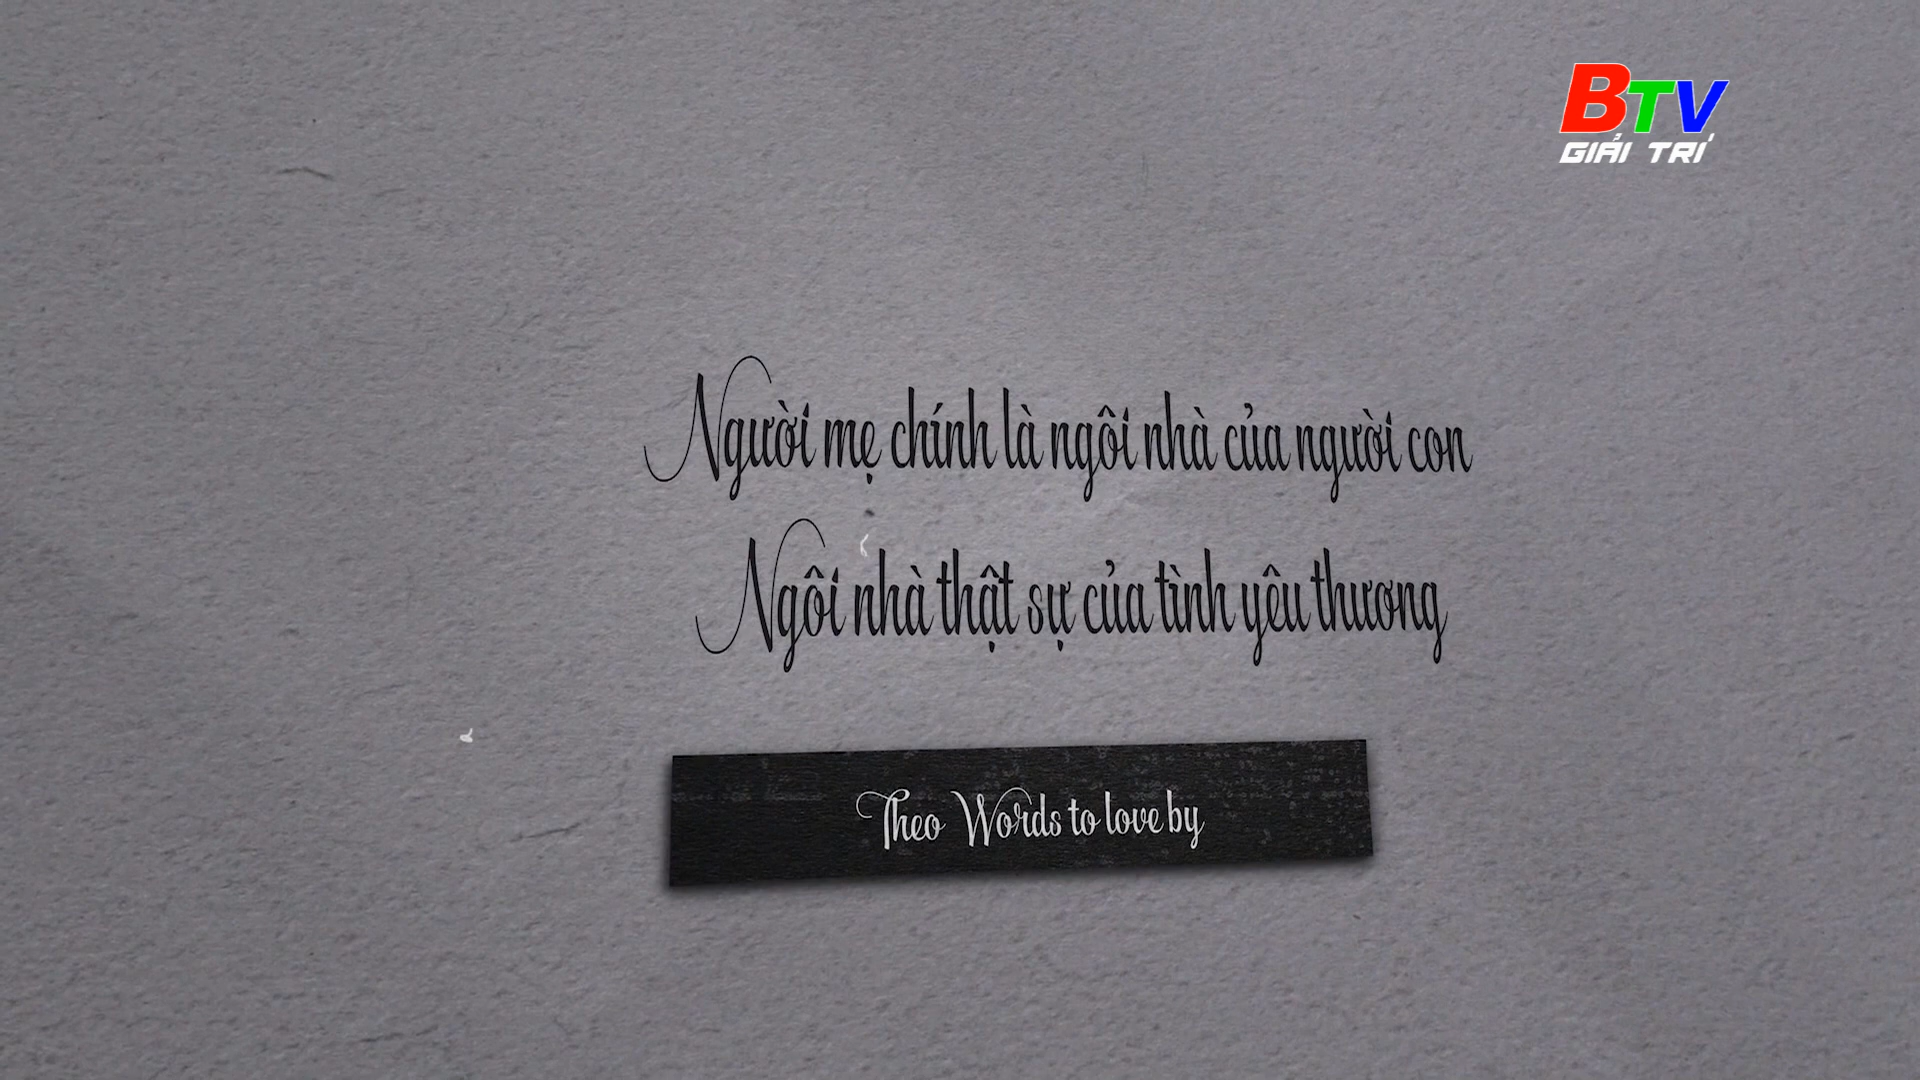 BTV
GIẢI TRÍ
Người mẹ chính là ngôi nhà của người con
Ngôi nhà thật sự của tình yêu thương
Theo Words to love by